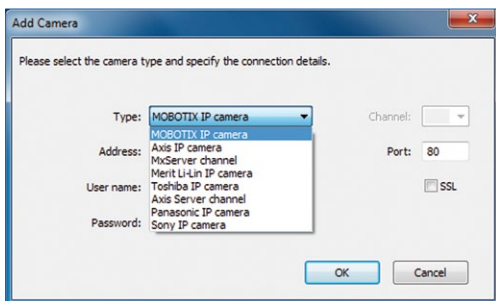 Add Camera
Please select the camera type and specify the connection details.
Type: MOBOTIX IP camera Channel:
MOBOTIX IP camera
Axis IP camera
MxServer channel
Merit Li-Lin IP camera
Toshiba IP camera
Axis Server channel
Panasonic IP camera
Sony IP camera
Address: Port: 80
User name: SSL
Password:
OK Cancel